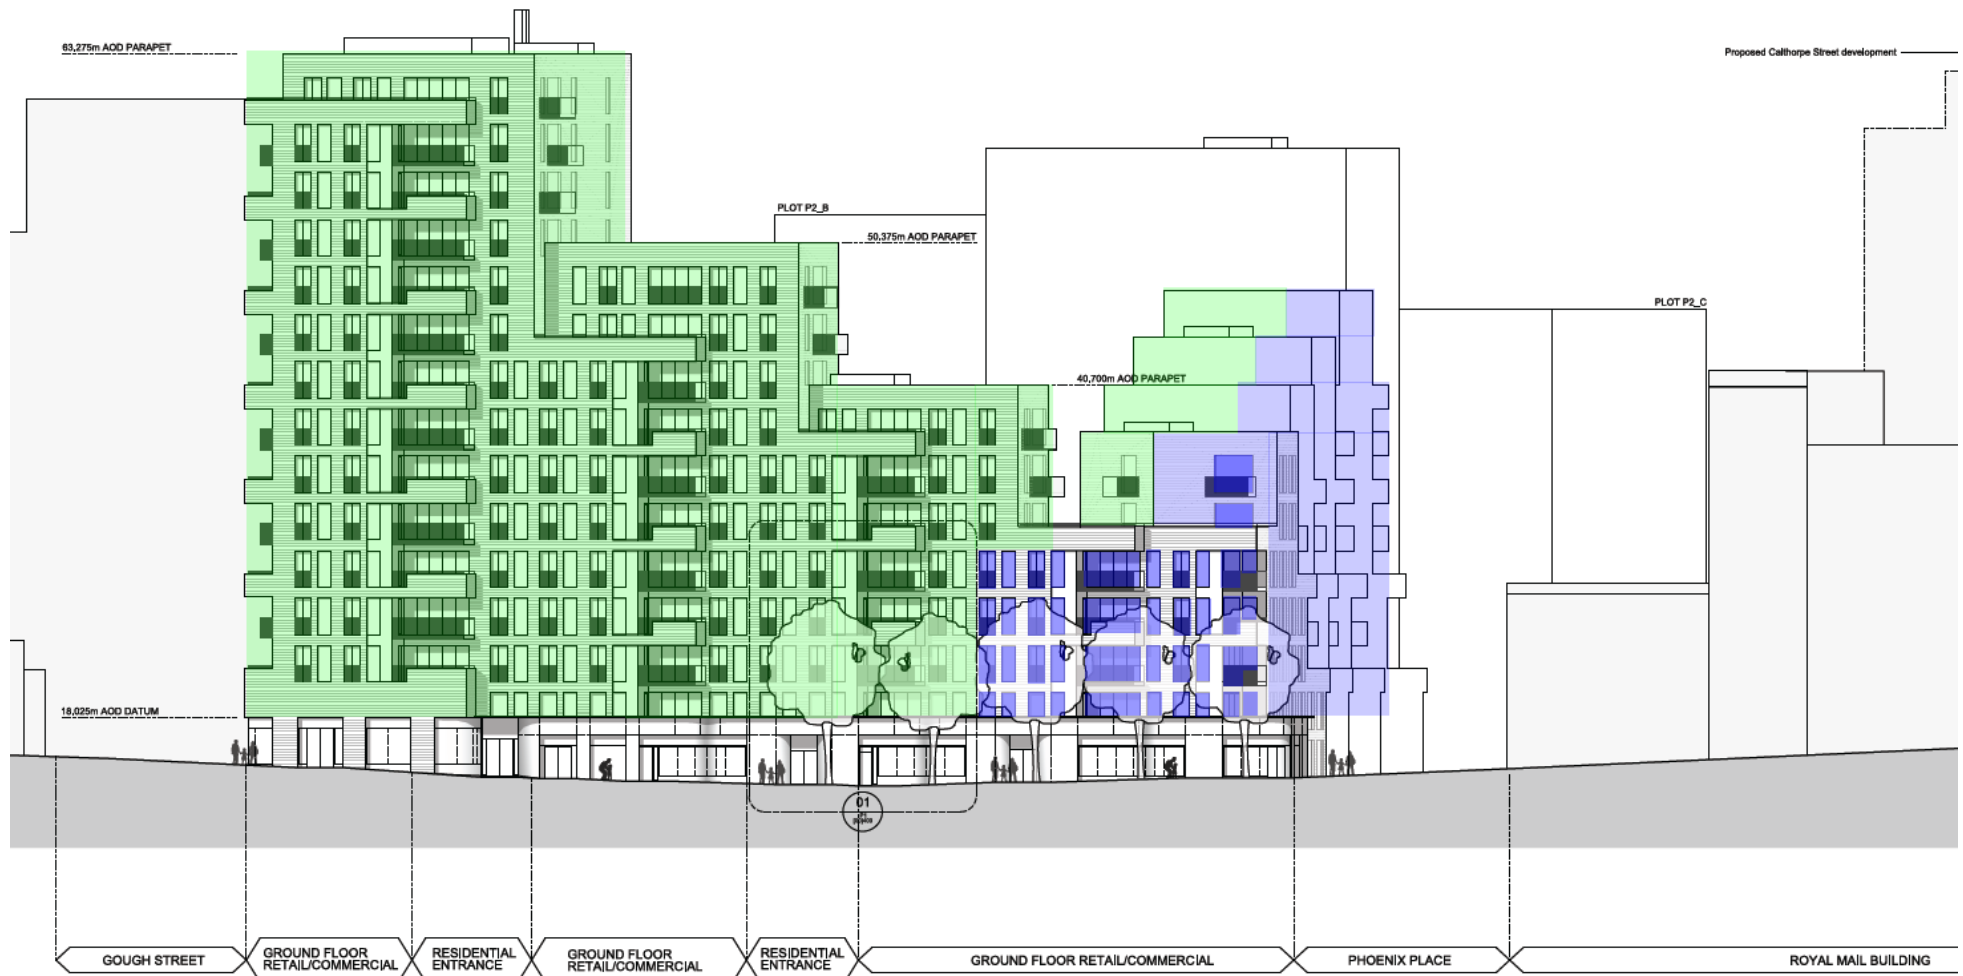 63,275m AOD PARAPET
Proposed Calthorpe Street development
PLOT P2_B
50,375m AOD PARAPET
PLOT P2_C
40,700m AOD PARAPET
18,025m AOD DATUM
01
GOUGH STREET
GROUND FLOOR
RETAIL/COMMERCIAL
RESIDENTIAL
ENTRANCE
GROUND FLOOR
RETAIL/COMMERCIAL
RESIDENTIAL
ENTRANCE
GROUND FLOOR RETAIL/COMMERCIAL
PHOENIX PLACE
ROYAL MAIL BUILDING